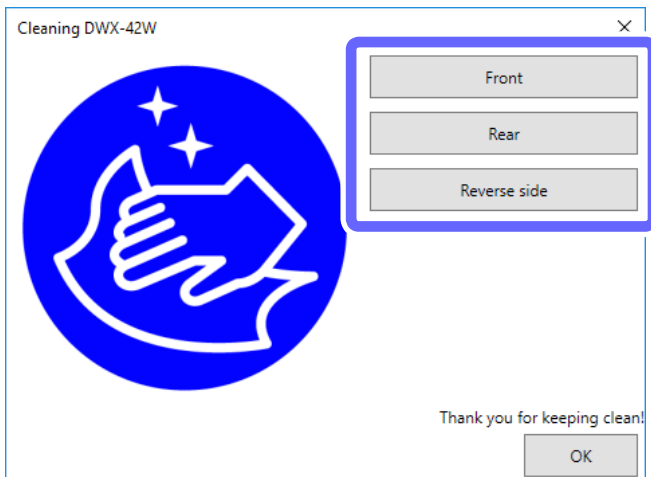 Cleaning DWX-42W
Front
Rear
Reverse side
Thank you for keeping clean!
OK